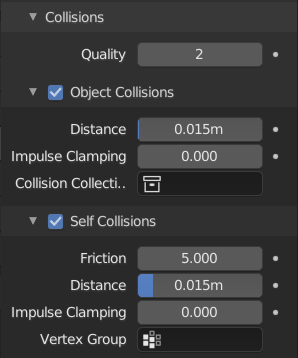 Collisions
Quality 2
Object Collisions
Distance 0.015m
Impulse Clamping 0.000
Collision Collecti..
Self Collisions
Friction 5.000
Distance 0.015m
Impulse Clamping 0.000
Vertex Group